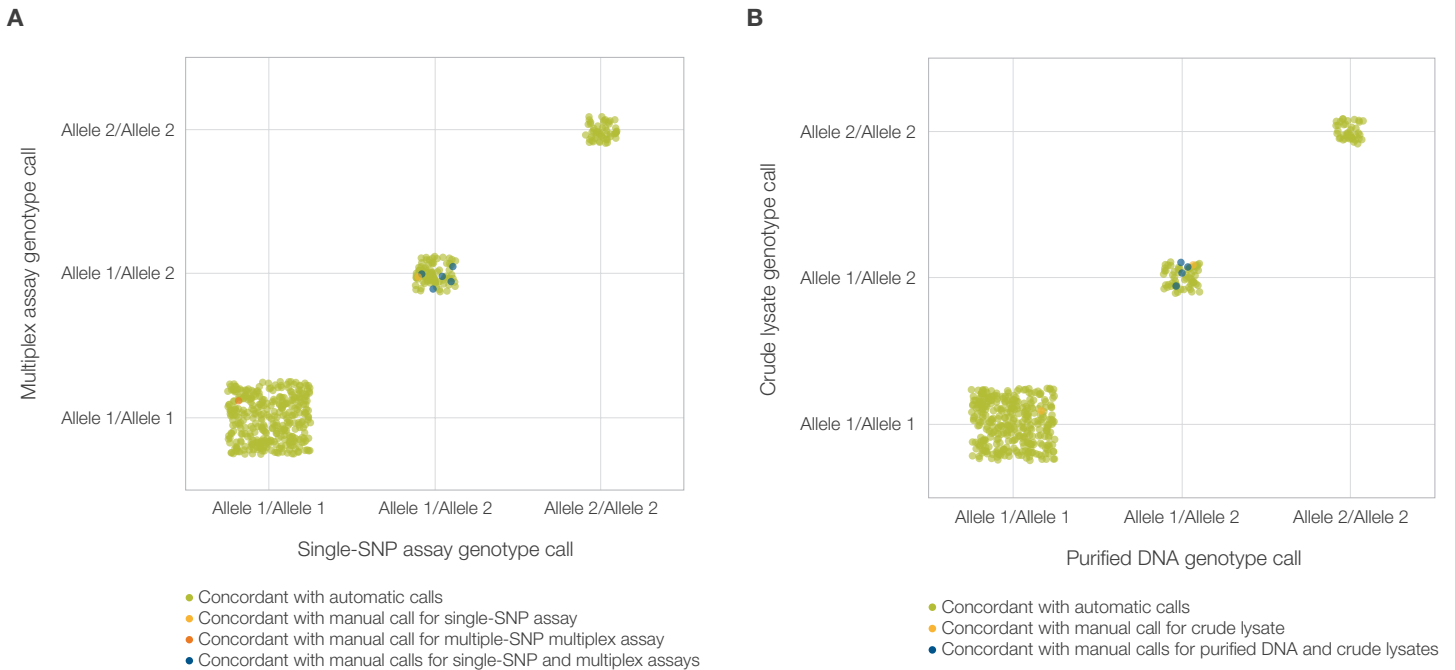 A
Multiplex assay genotype call
Allele 2/Allele 2
Allele 1/Allele 2
Allele 1/Allele 1
Allele 1/Allele 1
Allele 1/Allele 2
Allele 2/Allele 2
Single-SNP assay genotype call
Concordant with automatic calls
Concordant with manual call for single-SNP assay
Concordant with manual call for multiple-SNP multiplex assay
Concordant with manual calls for single-SNP and multiplex assays
B
Crude lysate genotype call
Allele 2/Allele 2
Allele 1/Allele 2
Allele 1/Allele 1
Allele 1/Allele 1
Allele 1/Allele 2
Allele 2/Allele 2
Purified DNA genotype call
Concordant with automatic calls
Concordant with manual call for crude lysate
Concordant with manual calls for purified DNA and crude lysates